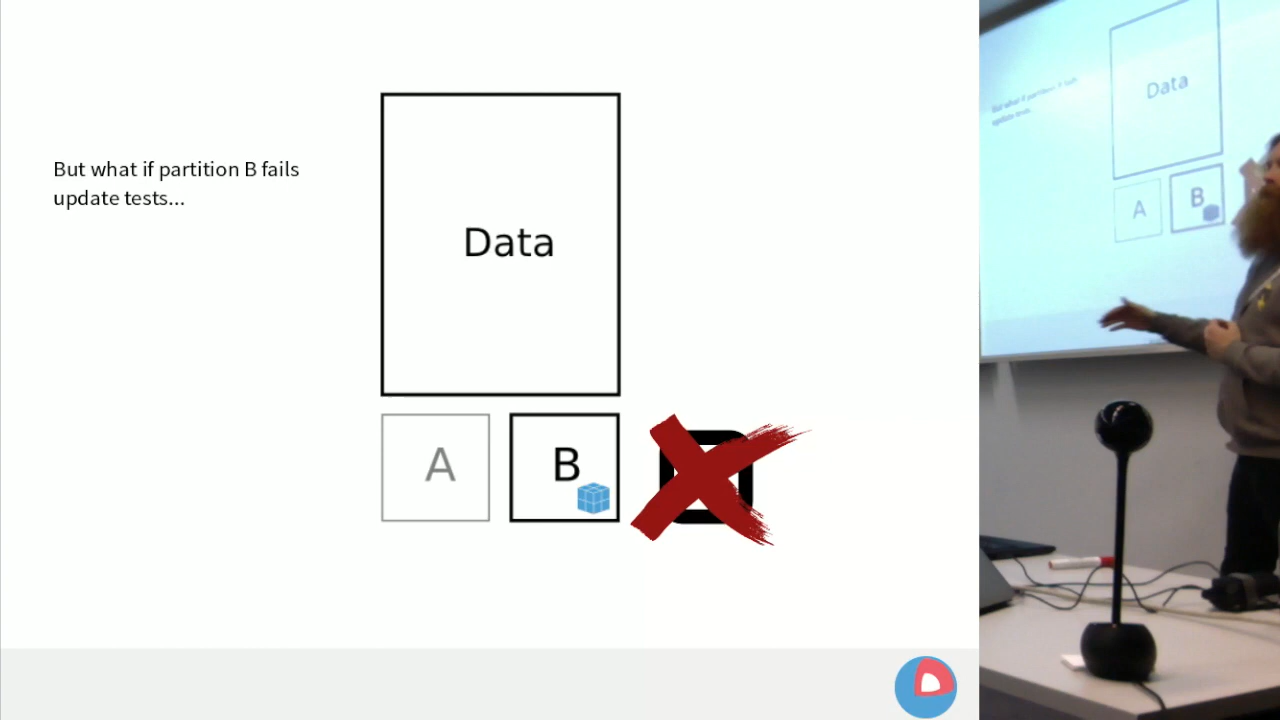 But what if partition B fails
update tests...
Data
A
B
Data
A
B